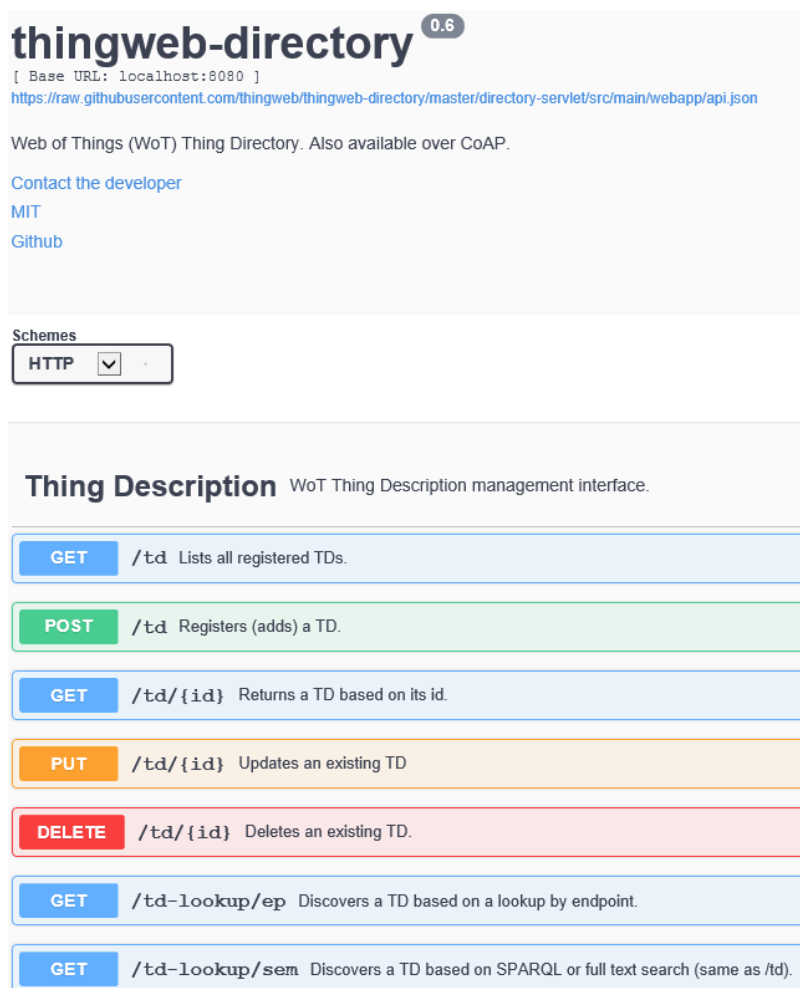 thingweb-directory 0.6
[ Base URL: localhost:8080 ]
https://raw.githubusercontent.com/thingweb/thingweb-directory/master/directory-servlet/src/main/webapp/api.json
Web of Things (WoT) Thing Directory. Also available over CoAP.
Contact the developer
MIT
Github
Schemes
HTTP
Thing Description WoT Thing Description management interface.
GET /td Lists all registered TDs.
POST /td Registers (adds) a TD.
GET /td/{id} Returns a TD based on its id.
PUT /td/{id} Updates an existing TD
DELETE /td/{id} Deletes an existing TD.
GET /td-lookup/ep Discovers a TD based on a lookup by endpoint.
GET /td-lookup/sem Discovers a TD based on SPARQL or full text search (same as /td).